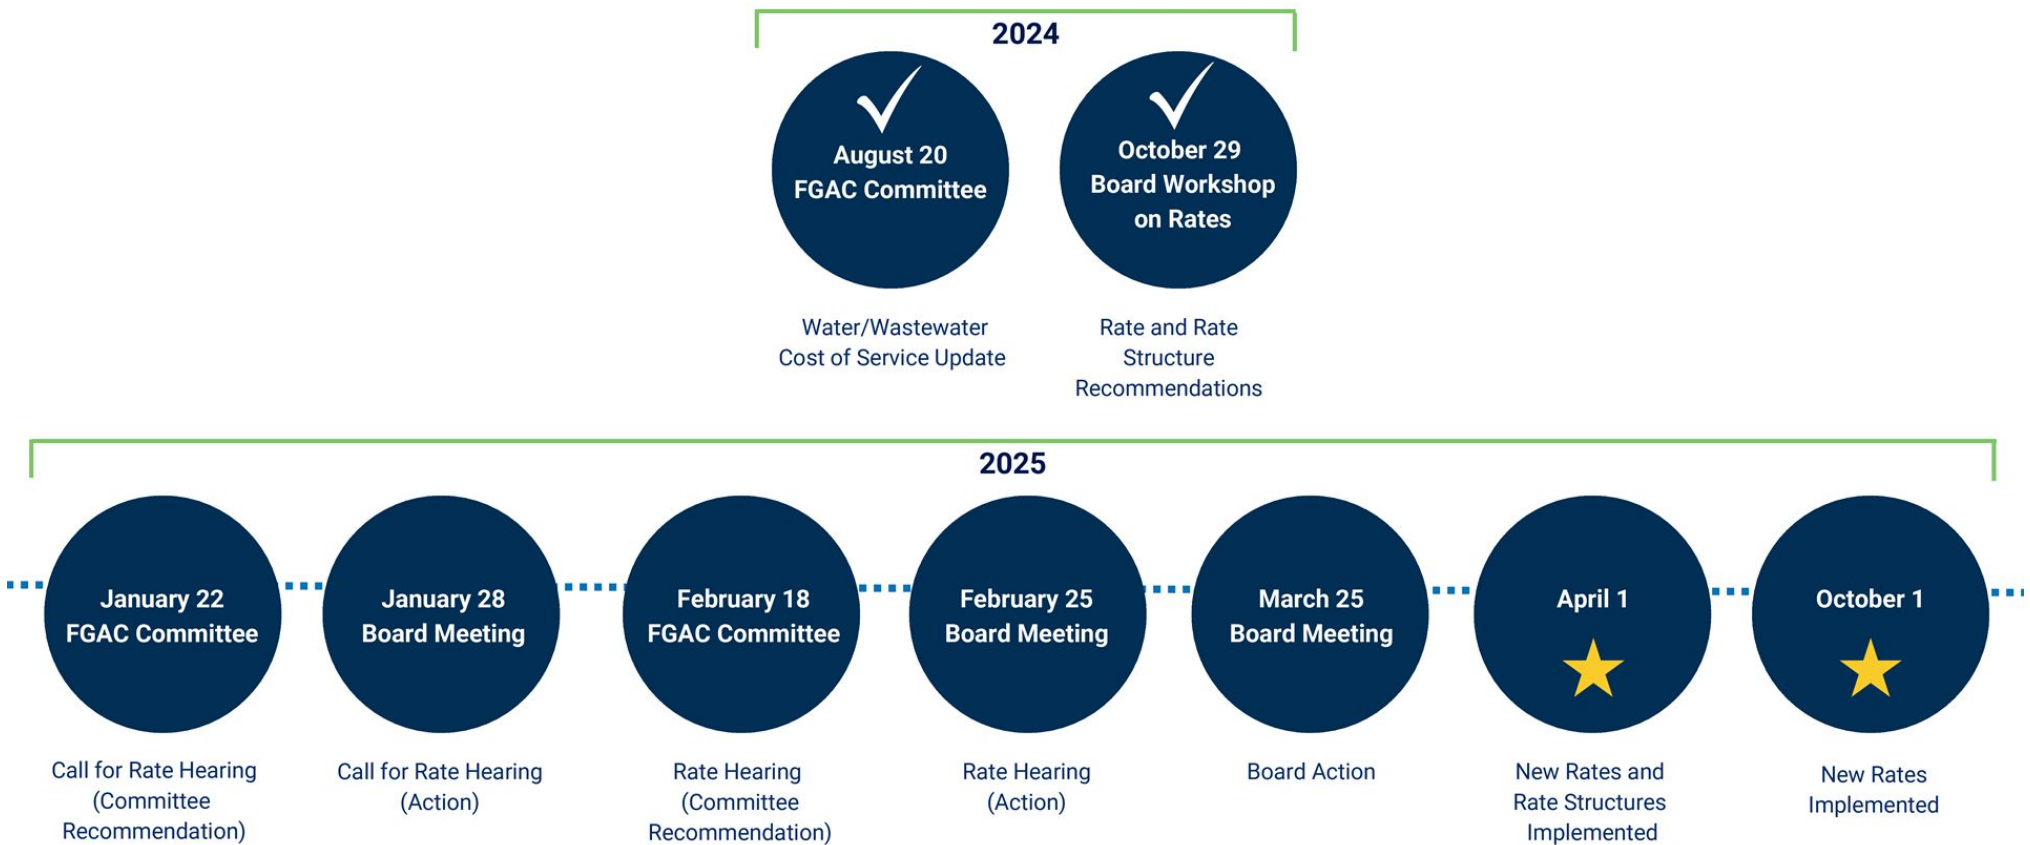 2024
August 20
FGAC Committee
October 29
Board Workshop
on Rates
Water/Wastewater
Cost of Service Update
Rate and Rate
Structure
Recommendations
2025
January 22
FGAC Committee
January 28
Board Meeting
February 18
FGAC Committee
February 25
Board Meeting
March 25
Board Meeting
April 1
October 1
Call for Rate Hearing
(Committee
Recommendation)
Call for Rate Hearing
(Action)
Rate Hearing
(Committee
Recommendation)
Rate Hearing
(Action)
Board Action
New Rates and
Rate Structures
Implemented
New Rates
Implemented